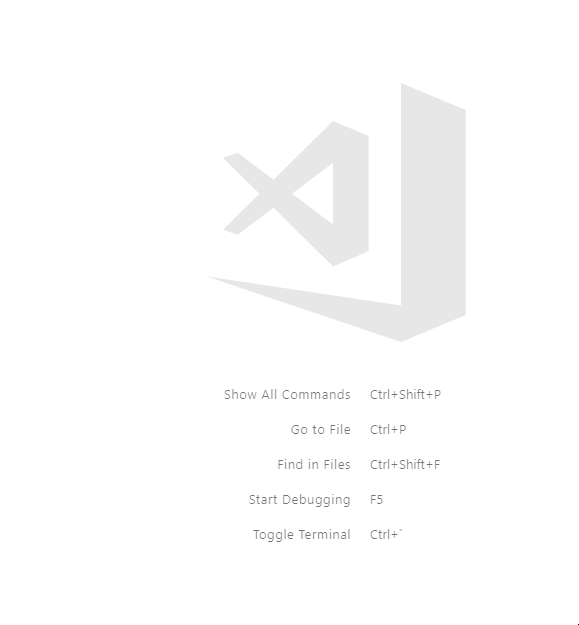 Show All Commands Ctrl+Shift+P
Go to File Ctrl+P
Find in Files Ctrl+Shift+F
Start Debugging F5
Toggle Terminal Ctrl+`